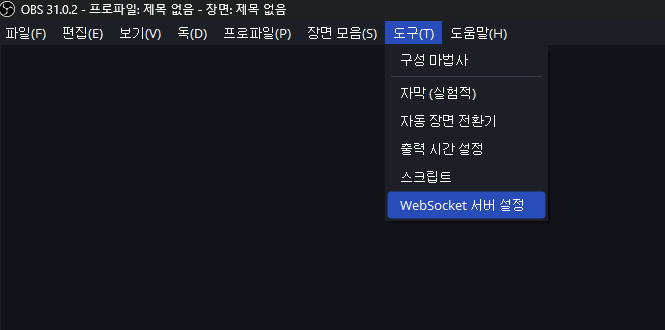 OBS 31.0.2 - 프로파일: 제목 없음 - 장면: 제목 없음
파일(F) 편집(E) 보기(V) 독(D) 프로파일(P) 장면 모음(S) 도구(T) 도움말(H)
구성 마법사
자막 (실험적)
자동 장면 전환기
출력 시간 설정
스크립트
WebSocket 서버 설정